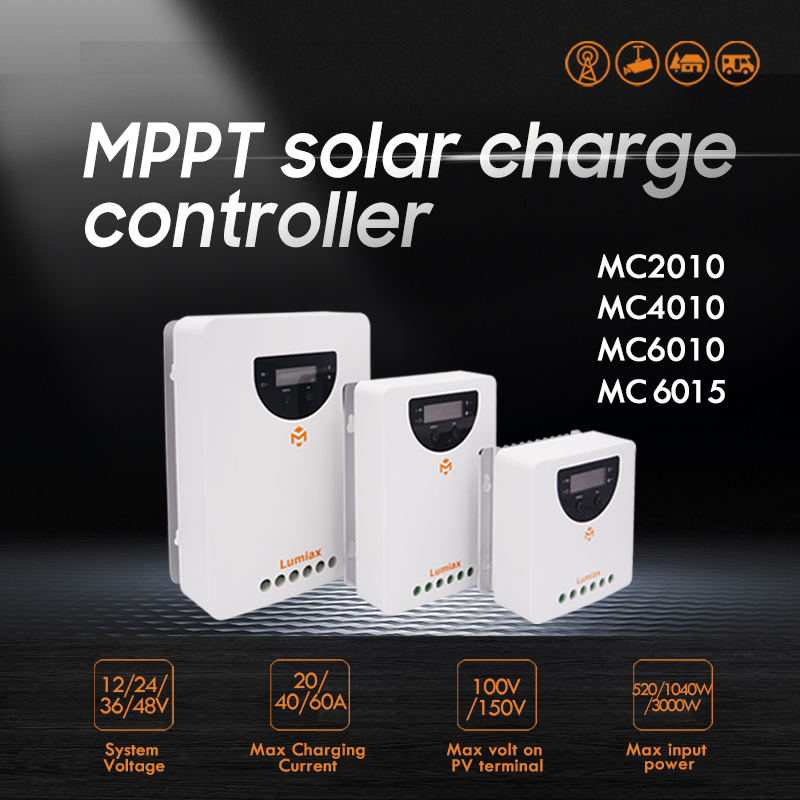 MPPT solar charge
controller
MC2010
MC4010
MC6010
MC 6015
Lumiax
Lumiax
Lumiax
12/24/
36/48V
System
Voltage
20/
40/60A
Max Charging
Current
100V
/150V
Max volt on
PV terminal
520/1040W
/3000W
Max input
power